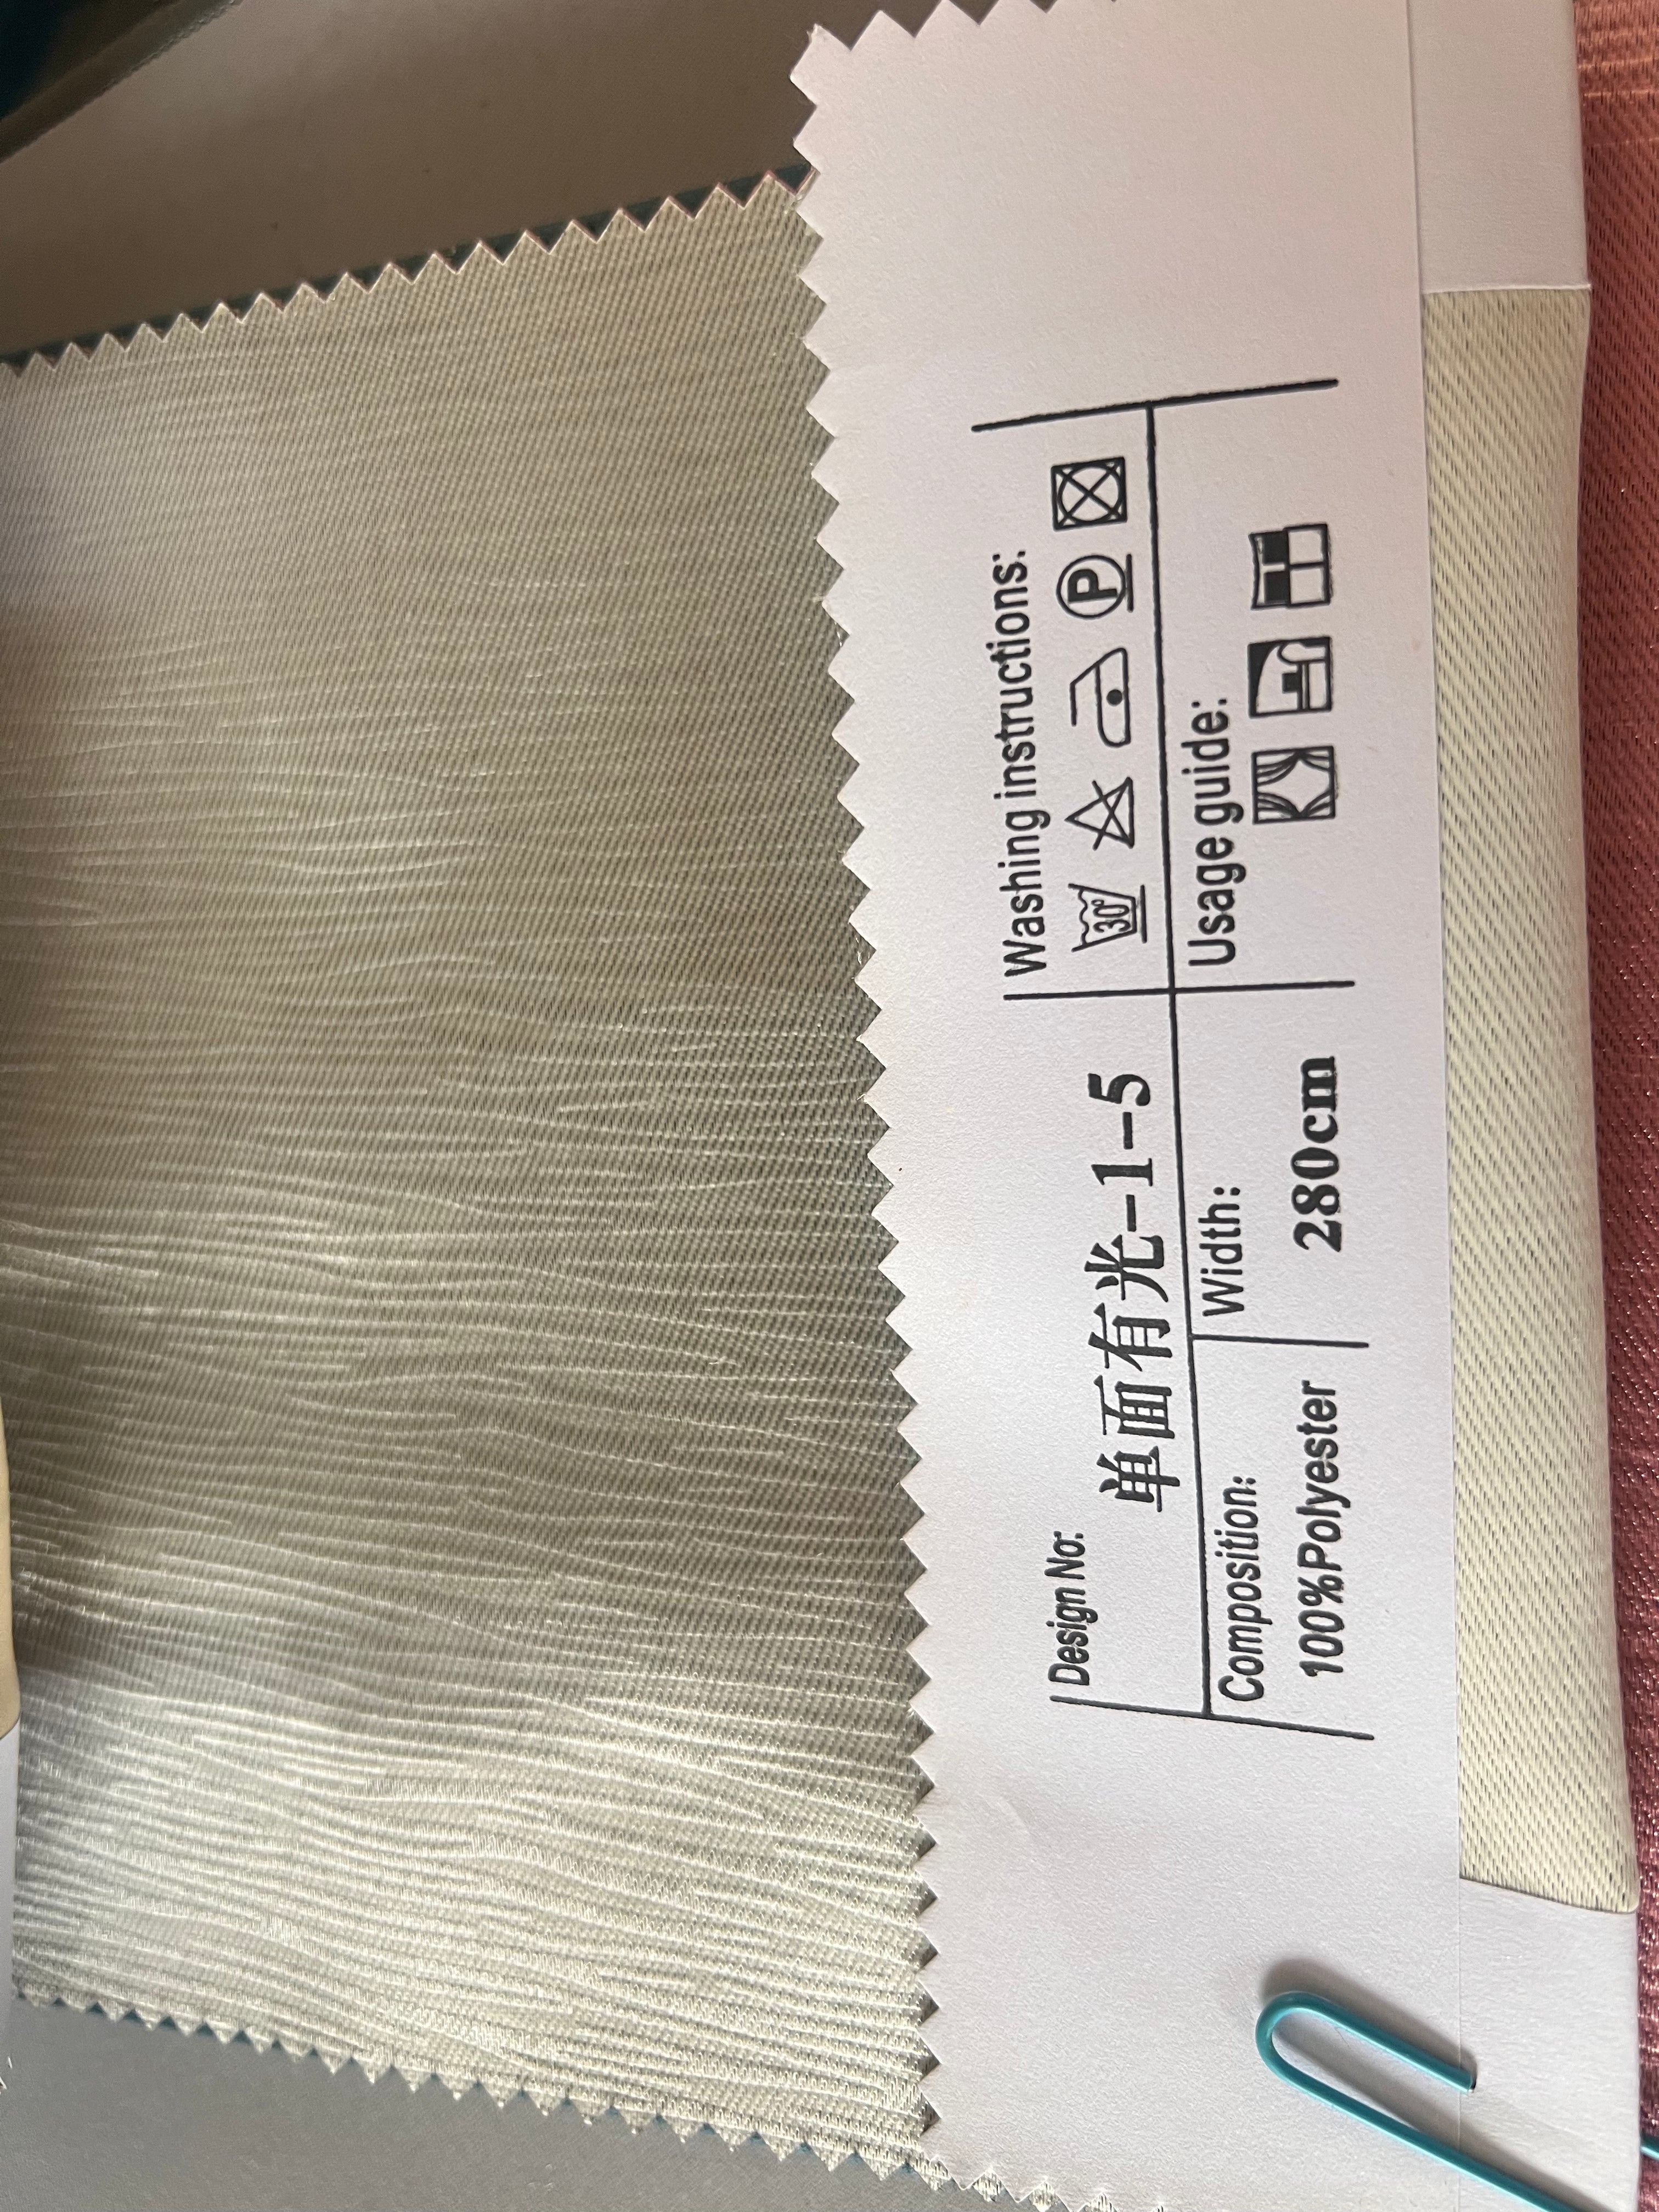 Design No:
单面有光-1-5
Composition:
100%Polyester
Width:
280cm
Washing instructions:
30°
P
Usage guide: